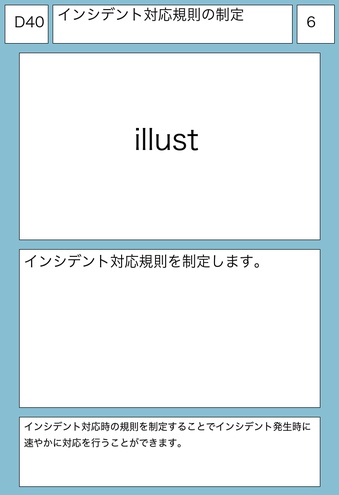 D40
インシデント対応規則の制定
6
illust
インシデント対応規則を制定します。
インシデント対応時の規則を制定することでインシデント発生時に
速やかに対応を行うことができます。